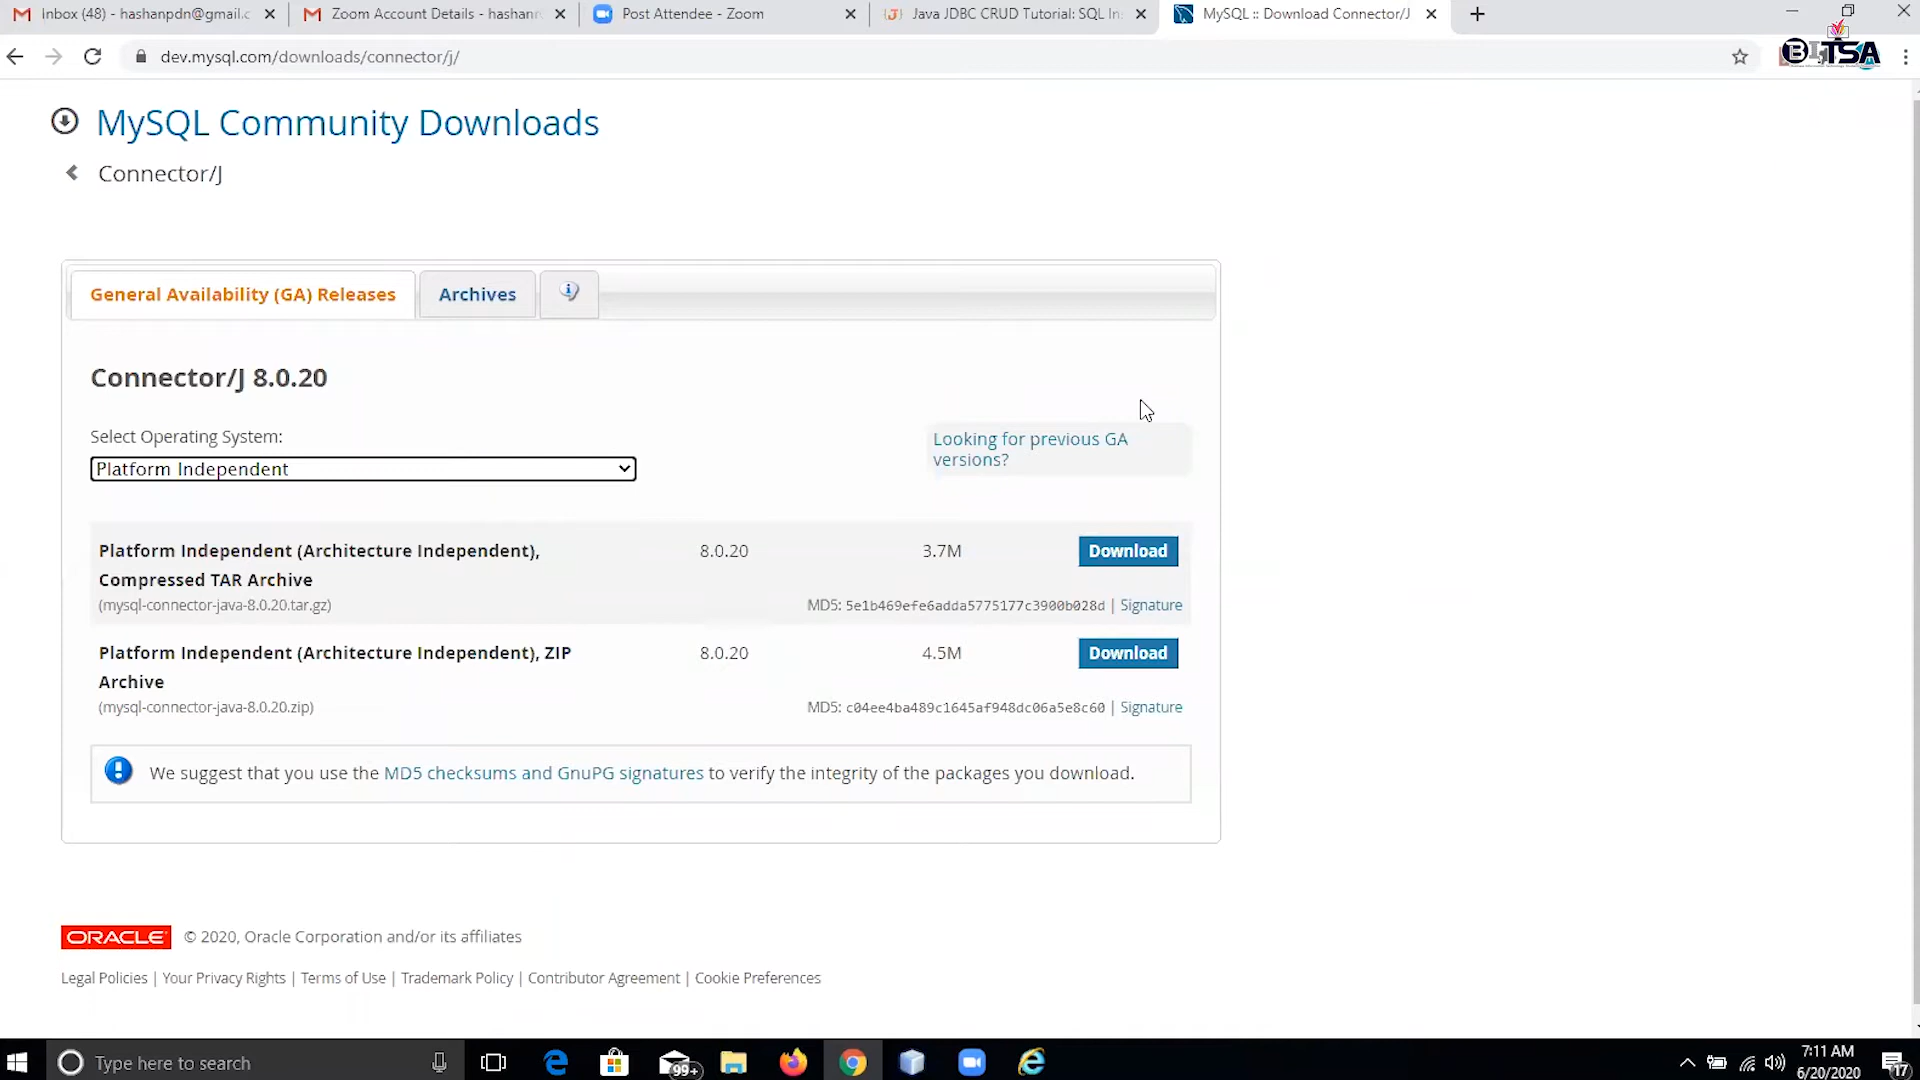 Inbox (48) - hashanpdn@gmail.c
Zoom Account Details - hashann
Post Attendee - Zoom
Java JDBC CRUD Tutorial: SQL In
MySQL :: Download Connector/J
dev.mysql.com/downloads/connector/j/
BITSA
MySQL Community Downloads
Connector/J
General Availability (GA) Releases
Archives
Connector/J 8.0.20
Select Operating System:
Platform Independent
Looking for previous GA
versions?
Platform Independent (Architecture Independent),
Compressed TAR Archive
8.0.20
3.7M
Download
(mysql-connector-java-8.0.20.tar.gz)
MD5: 5e1b469efe6adda5775177c3900b028d | Signature
Platform Independent (Architecture Independent), ZIP
Archive
8.0.20
4.5M
Download
(mysql-connector-java-8.0.20.zip)
MD5: c04ee4ba489c1645af948dc06a5e8c60 | Signature
We suggest that you use the MD5 checksums and GnuPG signatures to verify the integrity of the packages you download.
ORACLE © 2020, Oracle Corporation and/or its affiliates
Legal Policies | Your Privacy Rights | Terms of Use | Trademark Policy | Contributor Agreement | Cookie Preferences
Type here to search
99+
7:11 AM
6/20/2020
17